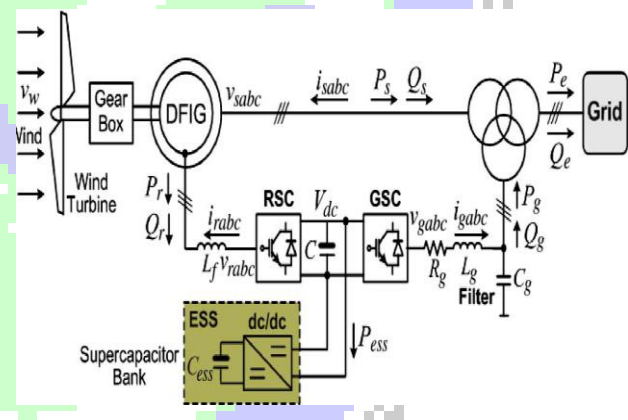 v_w
Wind
Wind
Turbine
Gear
Box
DFIG
v_sabc
i_sabc
P_s
Q_s
P_e
Q_e
Grid
P_r
Q_r
i_rabc
L_f
v_rabc
RSC
V_dc
C
GSC
v_gabc
i_gabc
R_g
L_g
Filter
C_g
P_g
Q_g
ESS
dc/dc
C_ess
P_ess
Supercapacitor
Bank